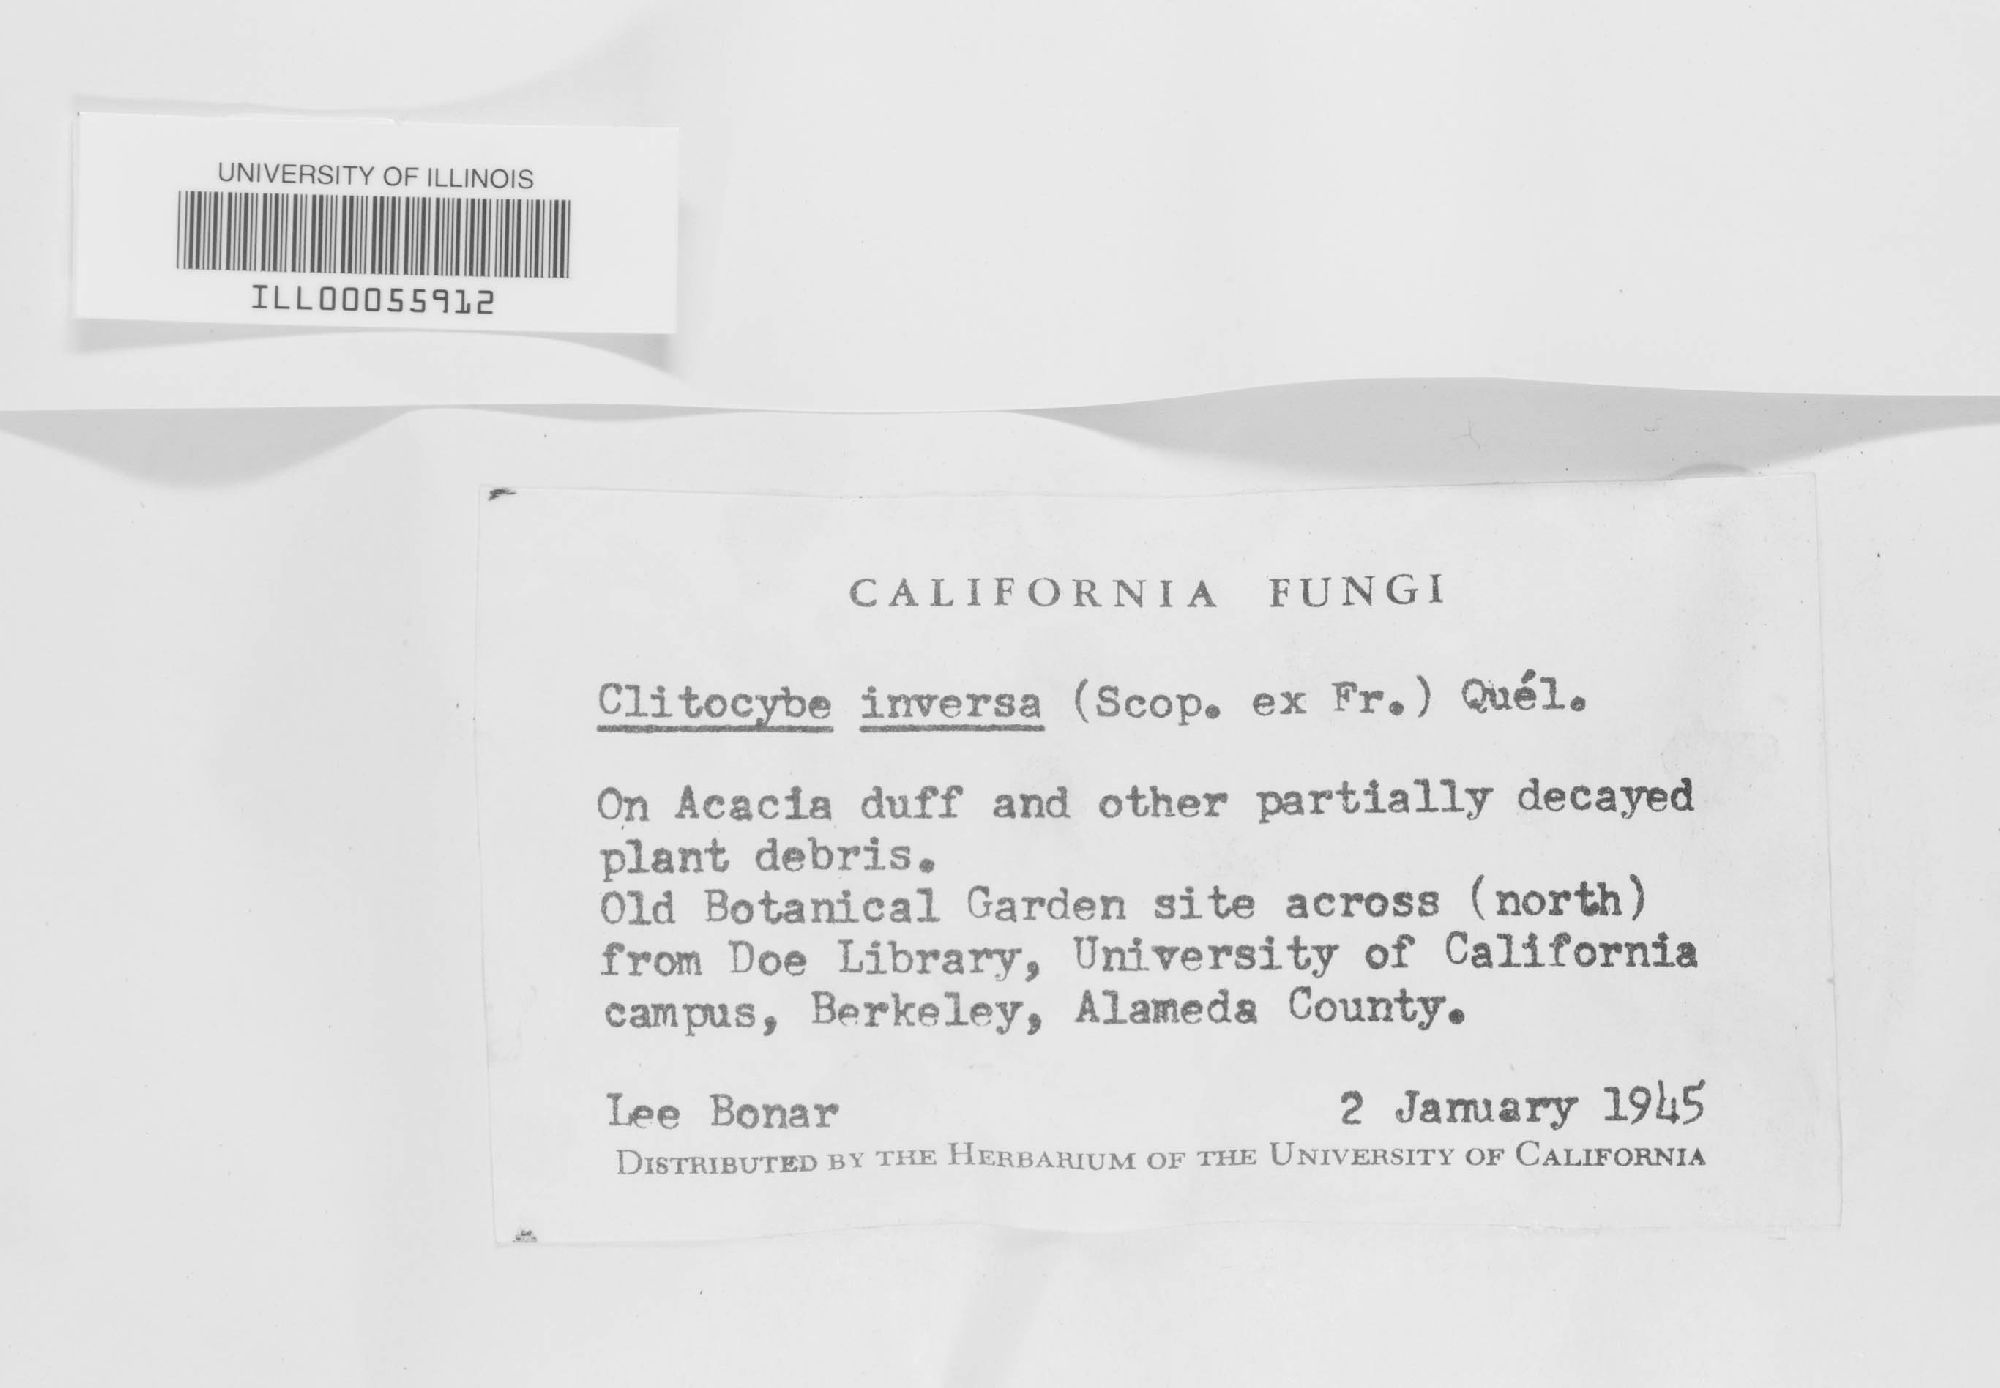 UNIVERSITY OF ILLINOIS
ILL00055912
CALIFORNIA FUNGI
Clitocybe inversa (Scop. ex Fr.) Quél.
On Acacia duff and other partially decayed
plant debris.
Old Botanical Garden site across (north)
from Doe Library, University of California
campus, Berkeley, Alameda County.
Lee Bonar 2 January 1945
DISTRIBUTED BY THE HERBARIUM OF THE UNIVERSITY OF CALIFORNIA